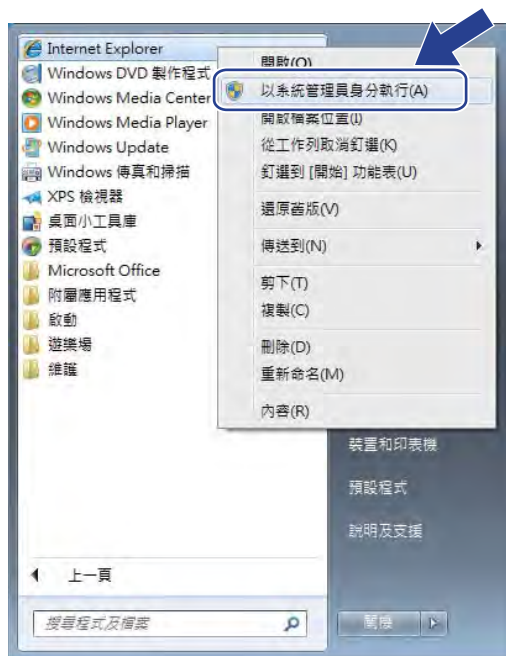 Internet Explorer
Windows DVD 製作程式
Windows Media Center
Windows Media Player
Windows Update
Windows 傳真和掃描
XPS 檢視器
桌面小工具庫
預設程式
Microsoft Office
附屬應用程式
啟動
遊樂場
維護
上一頁
搜尋程式及檔案
開啟(O)
以系統管理員身分執行(A)
開啟檔案位置(I)
從工作列取消釘選(K)
釘選到 [開始] 功能表(U)
還原舊版(V)
傳送到(N)
剪下(T)
複製(C)
刪除(D)
重新命名(M)
內容(R)
裝置和印表機
預設程式
說明及支援
關機